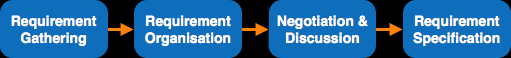 Requirement
Gathering
Requirement
Organisation
Negotiation &
Discussion
Requirement
Specification